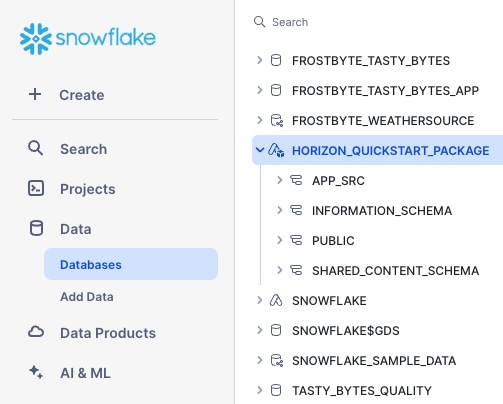 snowflake
Create
Search
Projects
Data
Databases
Add Data
Data Products
AI & ML
Search
FROSTBYTE_TASTY_BYTES
FROSTBYTE_TASTY_BYTES_APP
FROSTBYTE_WEATHERSOURCE
HORIZON_QUICKSTART_PACKAGE
APP_SRC
INFORMATION_SCHEMA
PUBLIC
SHARED_CONTENT_SCHEMA
SNOWFLAKE
SNOWFLAKE$GDS
SNOWFLAKE_SAMPLE_DATA
TASTY_BYTES_QUALITY